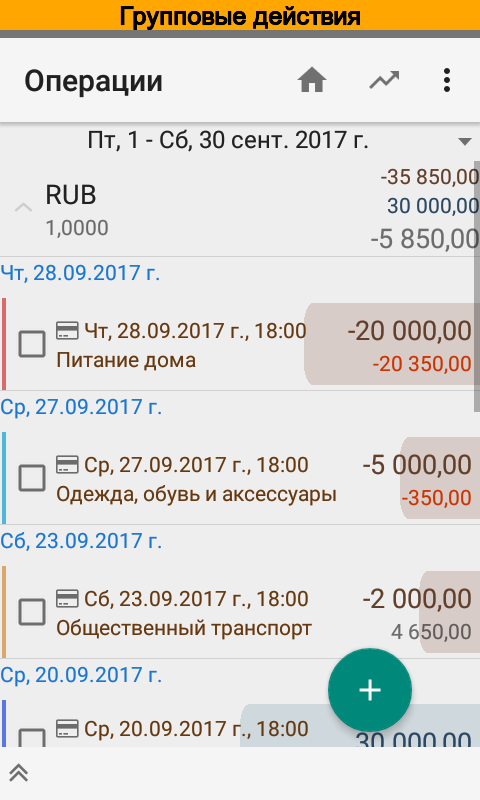 Групповые действия
Операции
Пт, 1 - Сб, 30 сент. 2017 г.
-35 850,00
RUB
30 000,00
1,0000
-5 850,00
Чт, 28.09.2017 г.
Чт, 28.09.2017 г., 18:00 -20 000,00
Питание дома -20 350,00
Ср, 27.09.2017 г.
Ср, 27.09.2017 г., 18:00 -5 000,00
Одежда, обувь и аксессуары -350,00
Сб, 23.09.2017 г.
Сб, 23.09.2017 г., 18:00 -2 000,00
Общественный транспорт 4 650,00
Ср, 20.09.2017 г.
Ср, 20.09.2017 г., 18:00 30 000,00